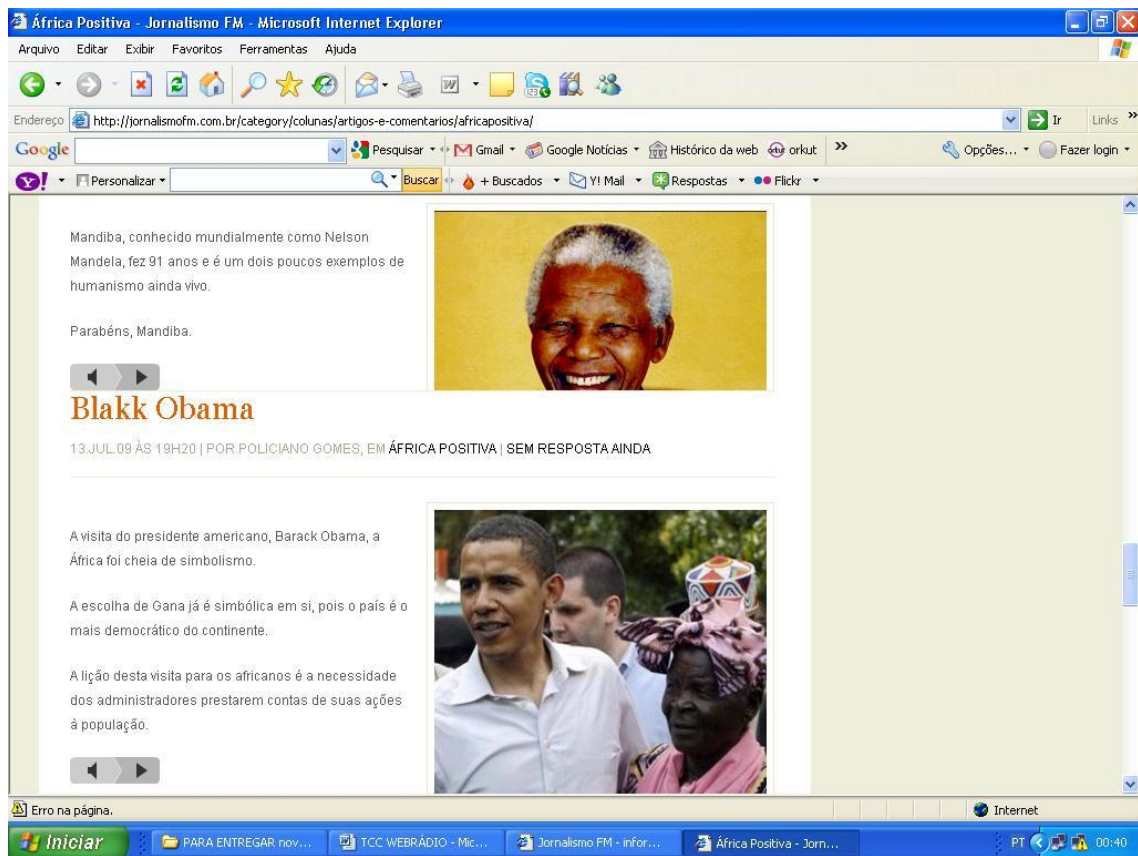 África Positiva - Jornalismo FM - Microsoft Internet Explorer
Arquivo Editar Exibir Favoritos Ferramentas Ajuda
Endereço http://jornalismofm.com.br/category/colunas/artigos-e-comentarios/africapositiva/ Ir Links »
Google Pesquisar Gmail Google Notícias Histórico da web orkut » Opções... Fazer login
Y! Personalizar Buscar + Buscados Y! Mail Respostas Flickr
Mandiba, conhecido mundialmente como Nelson
Mandela, fez 91 anos e é um dois poucos exemplos de
humanismo ainda vivo.
Parabéns, Mandiba.
Blakk Obama
13.JUL.09 ÀS 19H20 | POR POLICIANO GOMES, EM ÁFRICA POSITIVA | SEM RESPOSTA AINDA
A visita do presidente americano, Barack Obama, a
África foi cheia de simbolismo.
A escolha de Gana já é simbólica em si, pois o país é o
mais democrático do continente.
A lição desta visita para os africanos é a necessidade
dos administradores prestarem contas de suas ações
à população.
Erro na página. Internet
Iniciar PARA ENTREGAR nov... TCC WEBRÁDIO - Mic... Jornalismo FM - infor... África Positiva - Jorn... PT 00:40